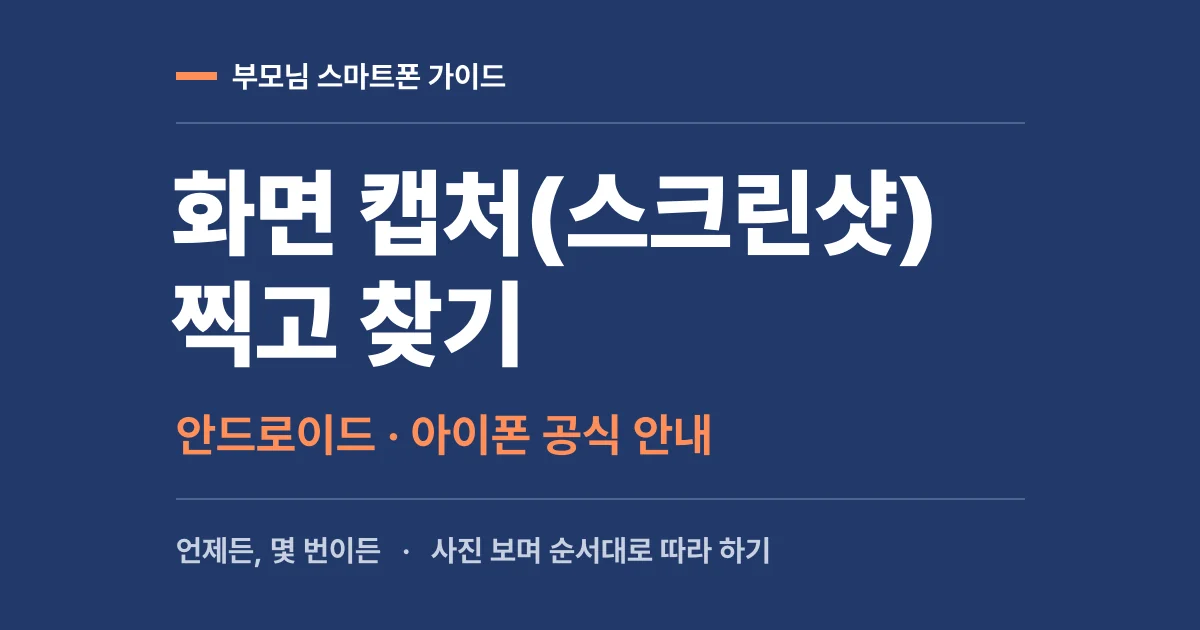 부모님 스마트폰 가이드
화면 캡처(스크린샷)
찍고 찾기
안드로이드 · 아이폰 공식 안내
언제든, 몇 번이든 · 사진 보며 순서대로 따라 하기